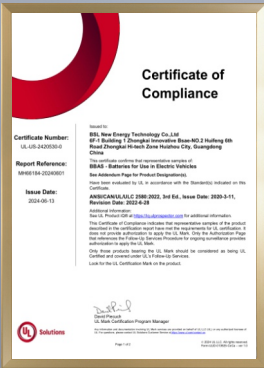 Certificate of
Compliance
Certificate Number:
UL-US-2420530-0
Report Reference:
MH66184-20240601
Issue Date:
2024-06-13
Issued to:
BSL New Energy Technology Co.,Ltd
6F-1 Building 1 Zhongkai Innovative Base-NO.2 Huifeng 6th
Road Zhongkai Hi-tech Zone Huizhou City, Guangdong
China
This certificate confirms that representative samples of:
BBAS - Batteries for Use in Electric Vehicles
See Addendum Page for Product Designation(s).
Have been evaluated by UL in accordance with the Standard(s) indicated on this
Certificate.
ANSI/CAN/UL/ULC 2580:2022, 3rd Ed., Issue Date: 2020-3-11,
Revision Date: 2022-6-28
Additional Information:
See UL Product iQ® at https://iq.ulprospector.com for additional information.
This Certificate of Compliance indicates that representative samples of the product
described in the certification report have met the requirements for UL certification. It
does not provide authorization to apply the UL Mark. Only the Authorization Page
that references the Follow-Up Services Procedure for ongoing surveillance provides
authorization to apply the UL Mark.
Only those products bearing the UL Mark should be considered as being UL
Certified and covered under UL's Follow-Up Services.
Look for the UL Certification Mark on the product.
David Piecuch
UL Mark Certification Program Manager
UL Solutions
Page 1 of 2